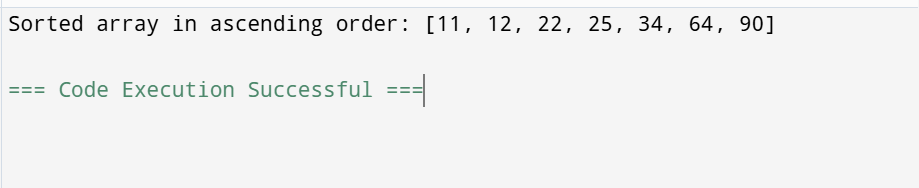 Sorted array in ascending order: [11, 12, 22, 25, 34, 64, 90]
=== Code Execution Successful ===